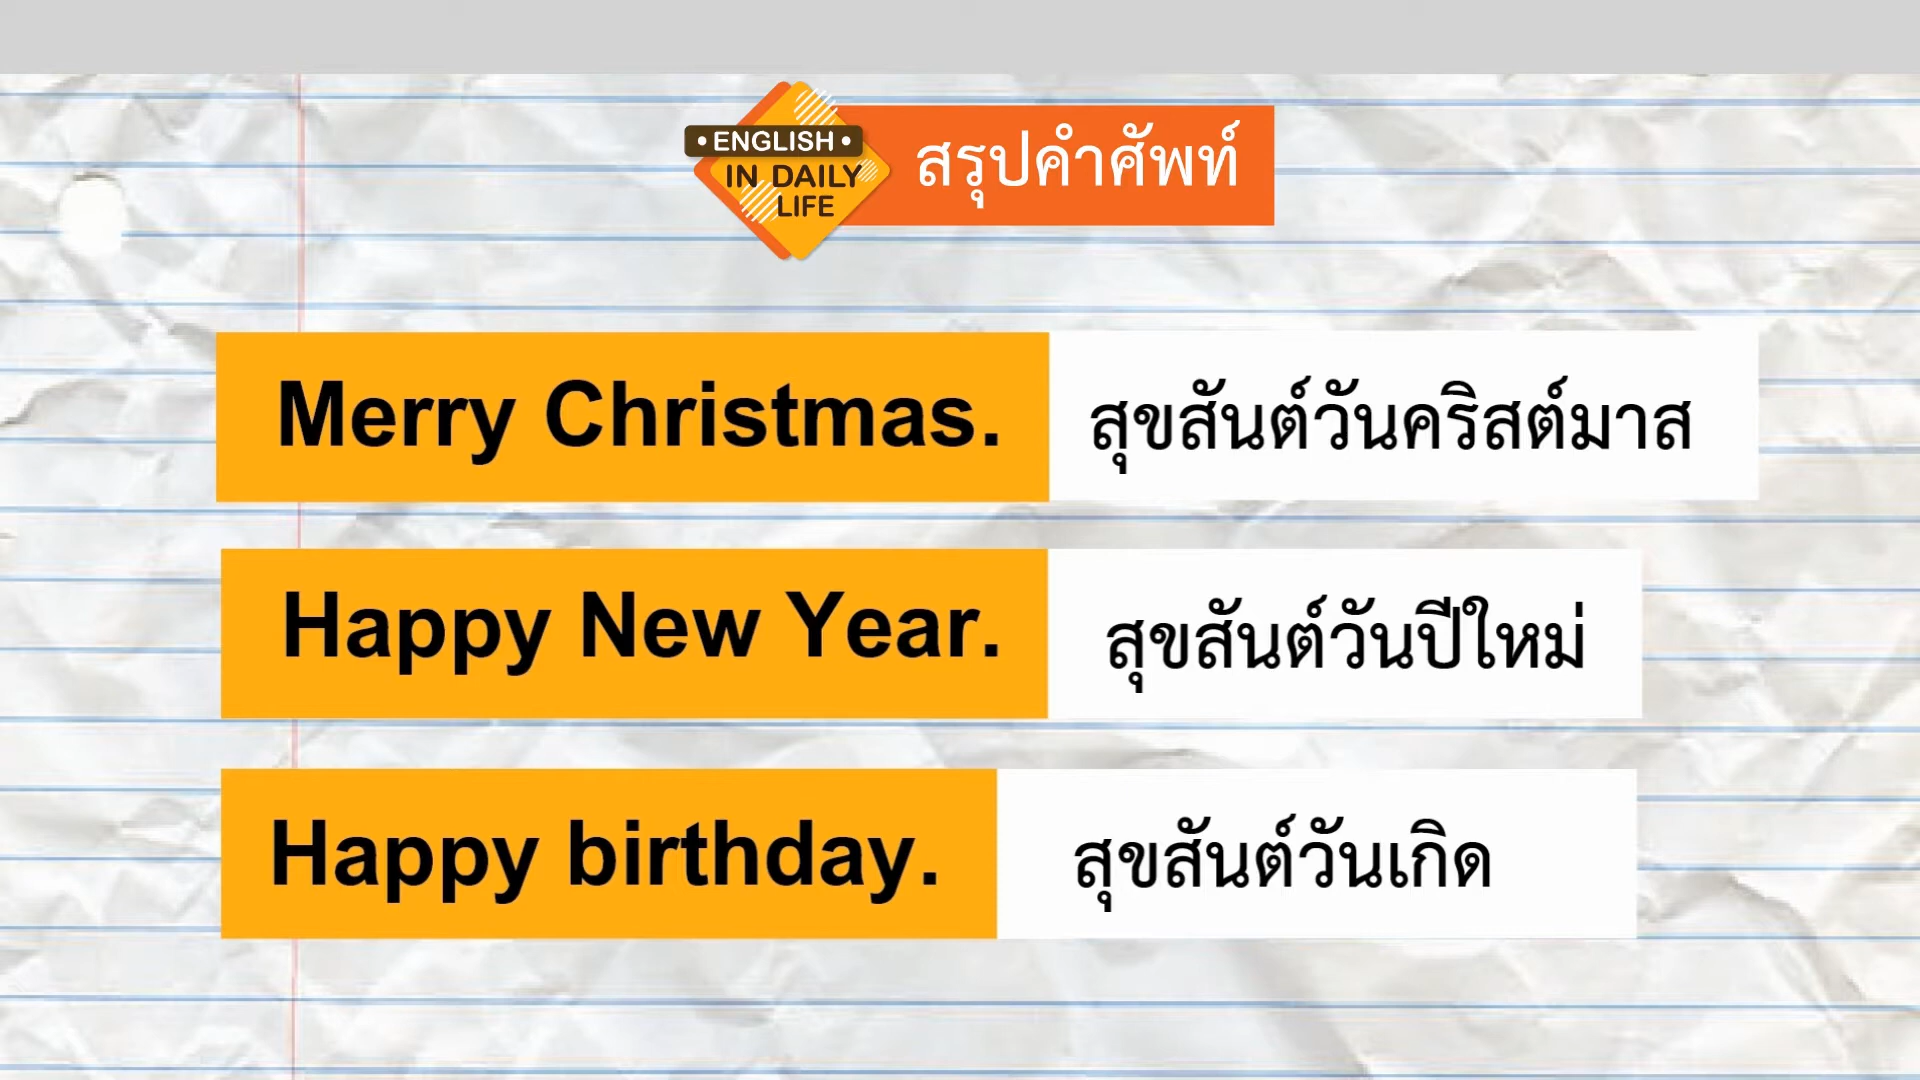 • ENGLISH •
IN DAILY
LIFE
สรุปคำศัพท์
Merry Christmas. สุขสันต์วันคริสต์มาส
Happy New Year. สุขสันต์วันปีใหม่
Happy birthday. สุขสันต์วันเกิด